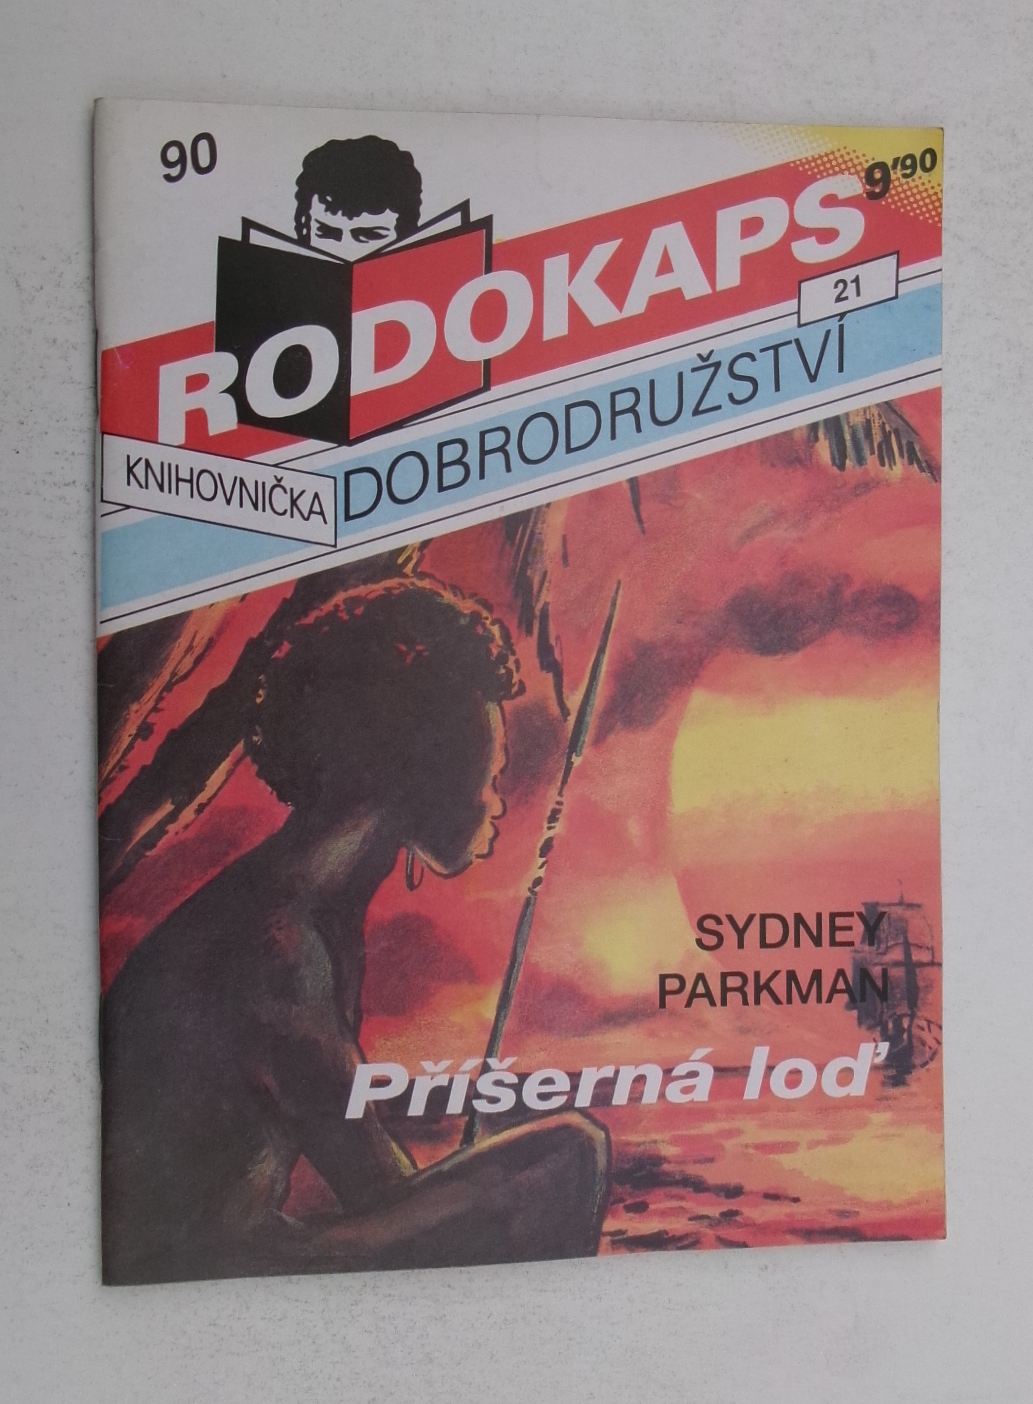 90
9'90
RODOKAPS
21
KNIHOVNIČKA
DOBRODRUŽSTVÍ
SYDNEY
PARKMAN
Příšerná loď